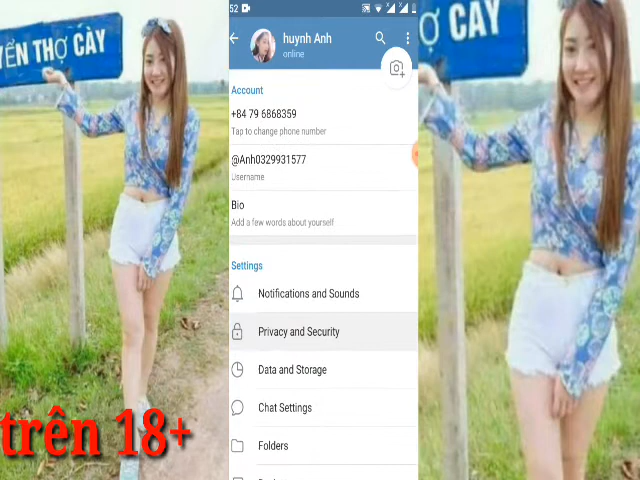 YỂN THỢ CÀY
52
huynh Anh
online
Account
+84 79 6868359
Tap to change phone number
@Anh0329931577
Username
Bio
Add a few words about yourself
Settings
Notifications and Sounds
Privacy and Security
Data and Storage
Chat Settings
Folders
Ợ CÀY
trên 18+